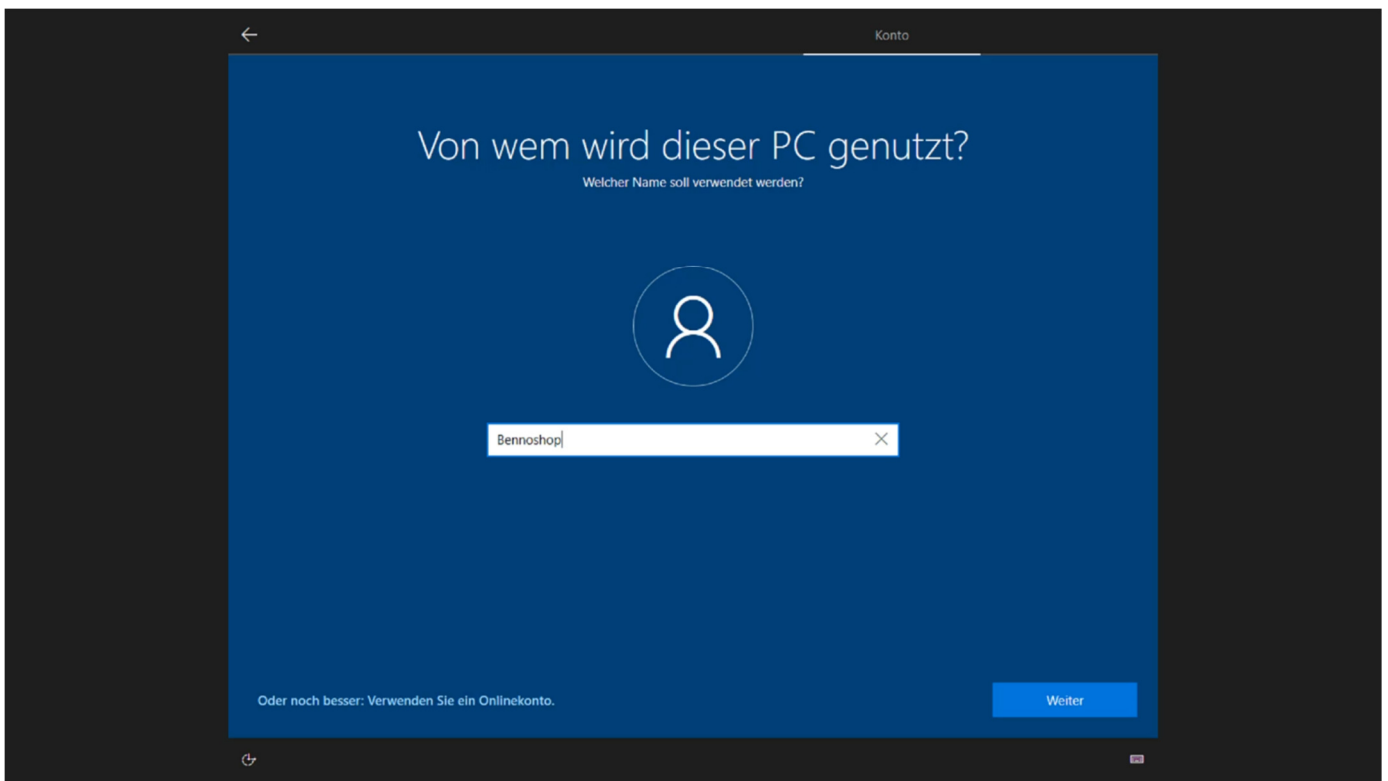 Konto
Von wem wird dieser PC genutzt?
Welcher Name soll verwendet werden?
Bennoshop
Oder noch besser: Verwenden Sie ein Onlinekonto.
Weiter